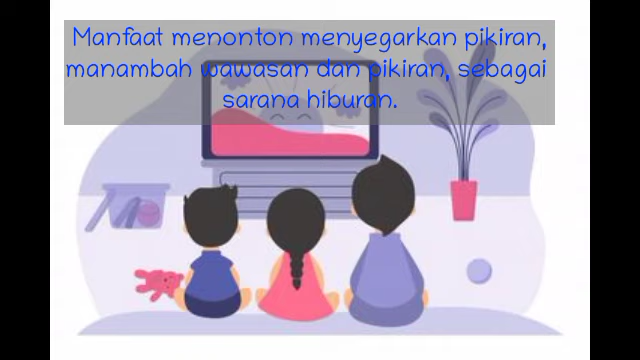 Manfaat menonton menyegarkan pikiran,
manambah wawasan dan pikiran, sebagai
sarana hiburan.